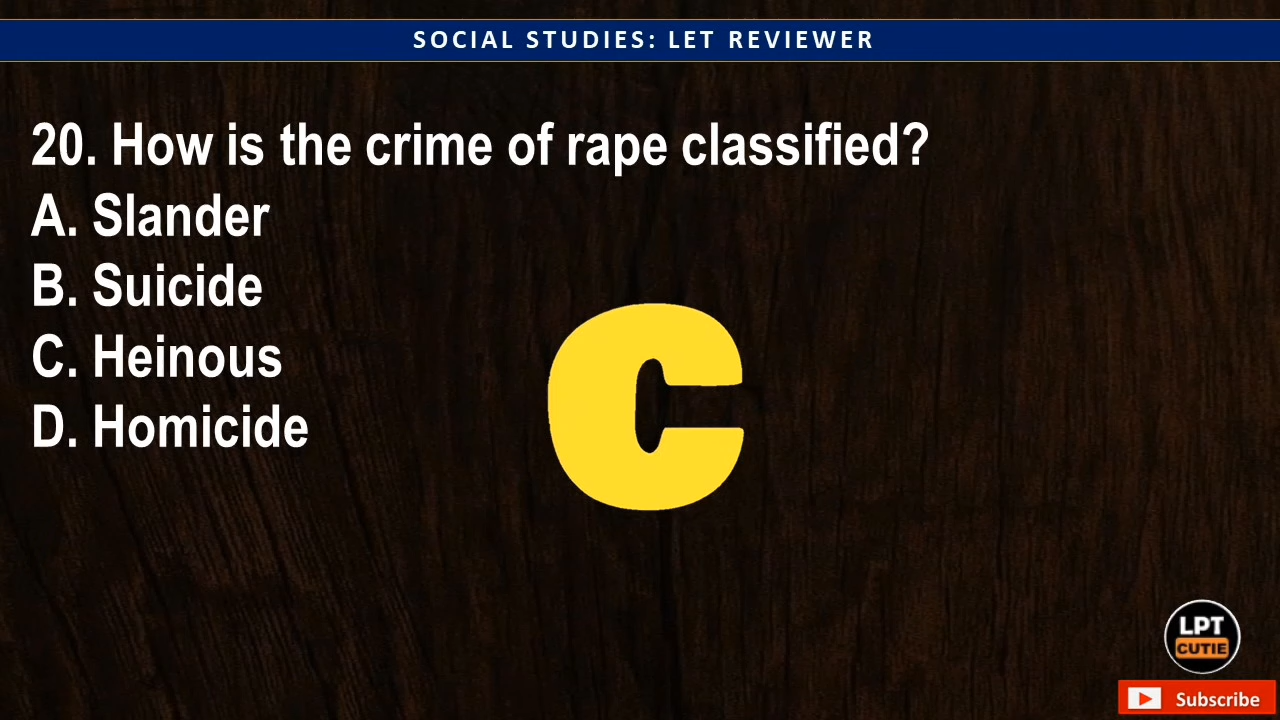 SOCIAL STUDIES: LET REVIEWER
20. How is the crime of rape classified?
A. Slander
B. Suicide
C. Heinous
D. Homicide
C
LPT
CUTIE
Subscribe